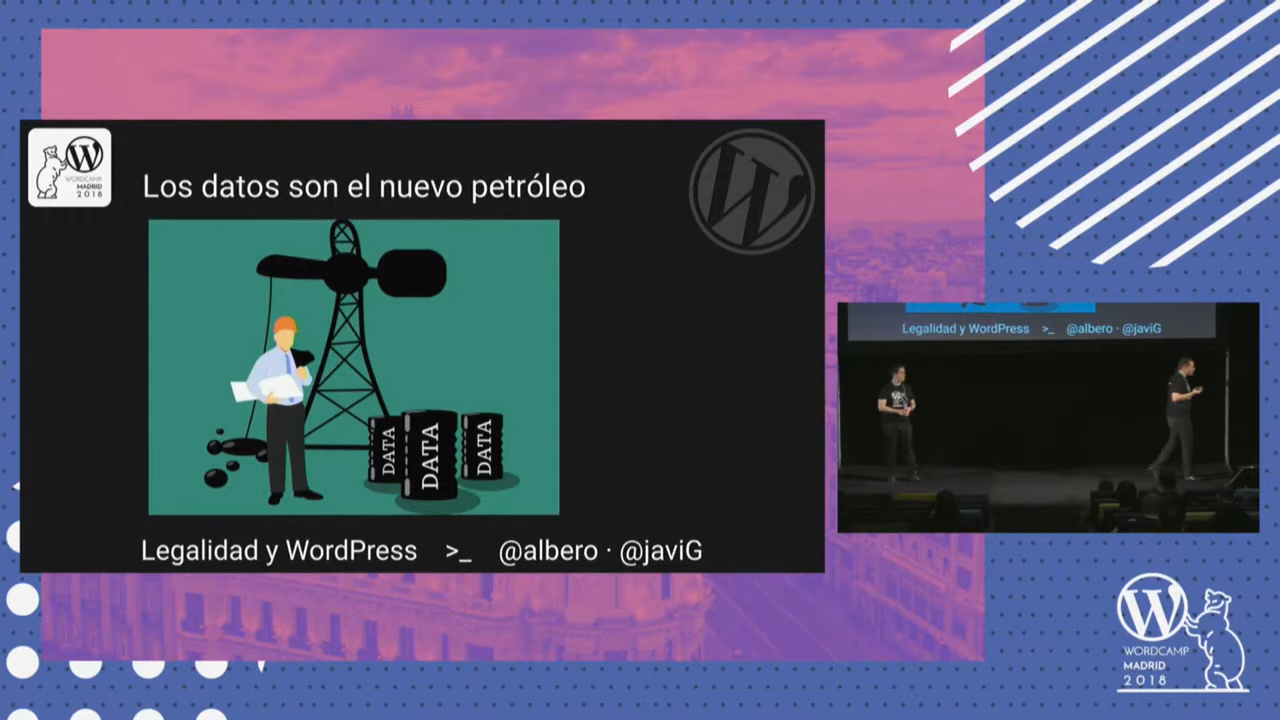 WORDCAMP
MADRID
2018
Los datos son el nuevo petróleo
DATA
DATA
DATA
Legalidad y WordPress >_ @albero · @javiG
Legalidad y WordPress >_ @albero · @javiG
WORDCAMP
MADRID
2018